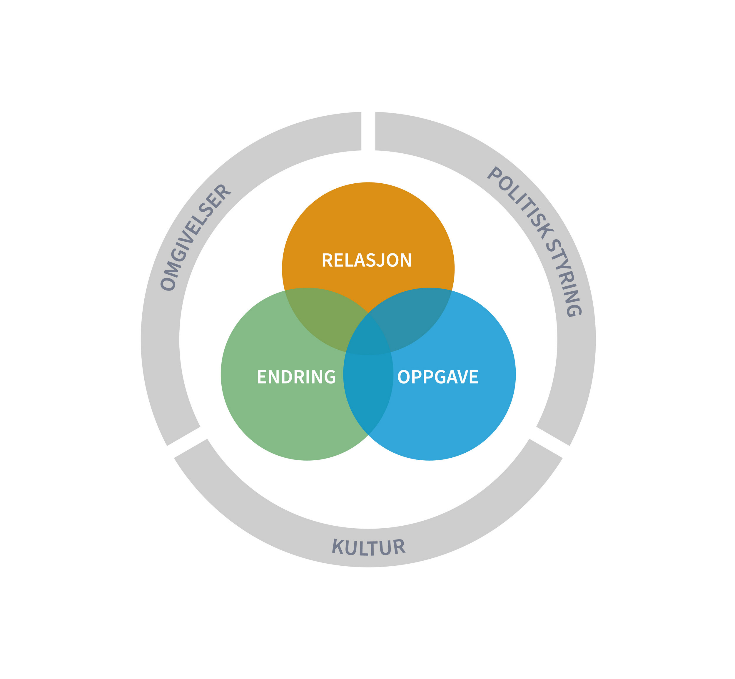 OMGIVELSER
POLITISK STYRING
RELASJON
ENDRING
OPPGAVE
KULTUR